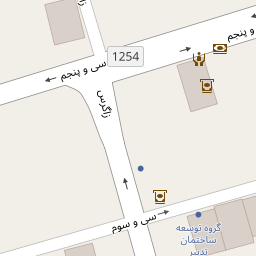 1254
سی و پنجم
سی و پنجم
زاگرس
سی و سوم
گروه توسعه
ساختمان
تدبیر